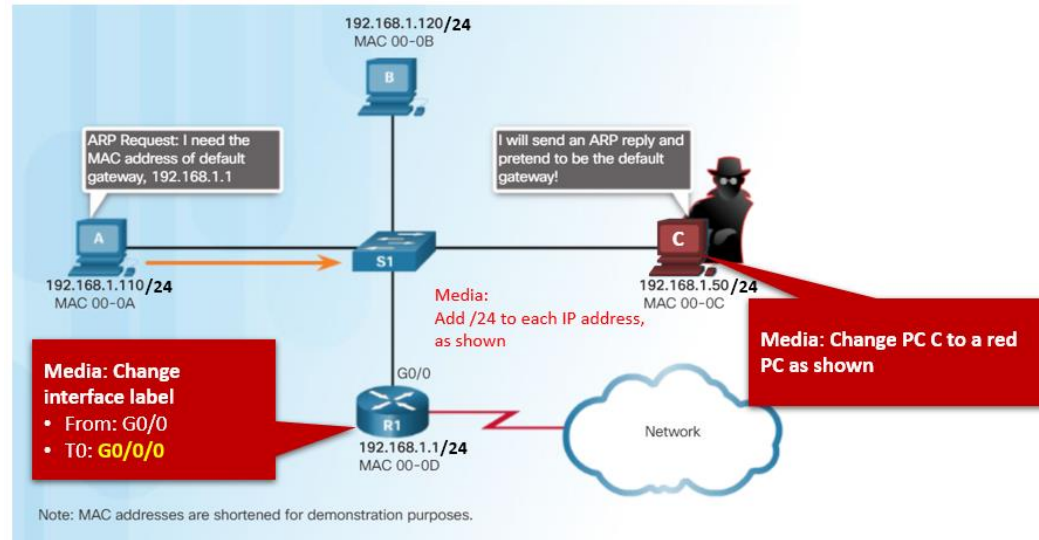 192.168.1.120/24
MAC 00-0B
B
ARP Request: I need the
MAC address of default
gateway, 192.168.1.1
I will send an ARP reply and
pretend to be the default
gateway!
A
S1
C
192.168.1.110/24
MAC 00-0A
192.168.1.50/24
MAC 00-0C
Media:
Add /24 to each IP address,
as shown
Media: Change PC C to a red
PC as shown
Media: Change
interface label
• From: G0/0
• T0: G0/0/0
G0/0
R1
192.168.1.1/24
MAC 00-0D
Network
Note: MAC addresses are shortened for demonstration purposes.